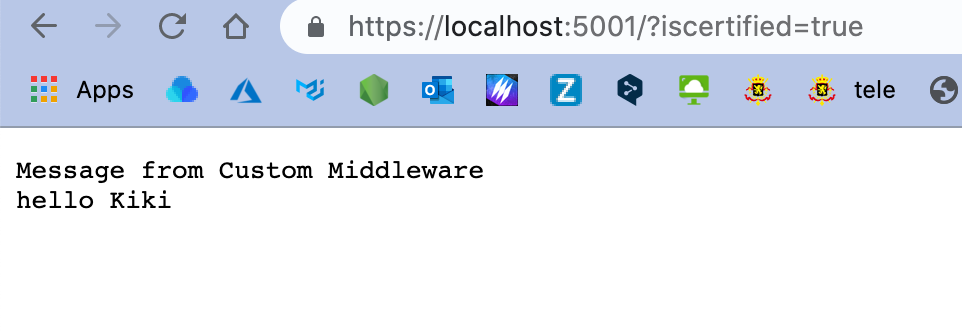 https://localhost:5001/?iscertified=true
Apps
tele
Message from Custom Middleware
hello Kiki